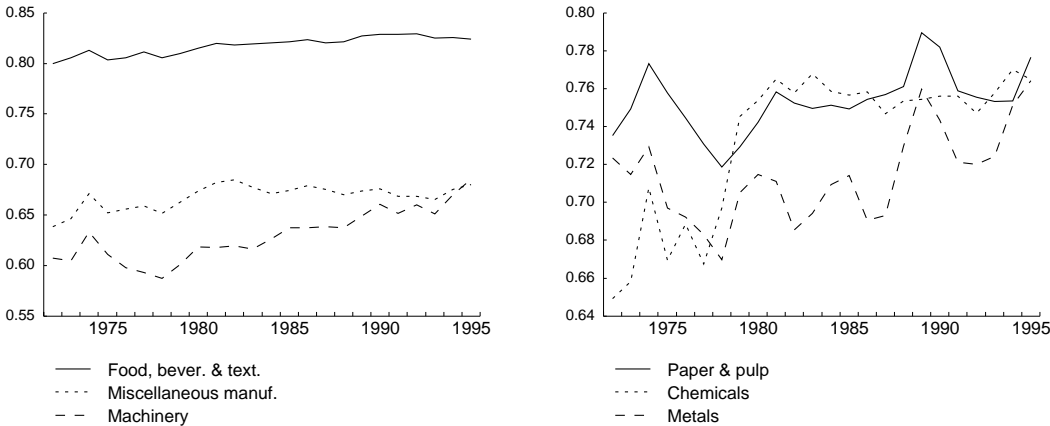 0.85
0.80
0.75
0.70
0.65
0.60
0.55
1975 1980 1985 1990 1995
Food, bever. & text.
Miscellaneous manuf.
Machinery
0.80
0.78
0.76
0.74
0.72
0.70
0.68
0.66
0.64
1975 1980 1985 1990 1995
Paper & pulp
Chemicals
Metals